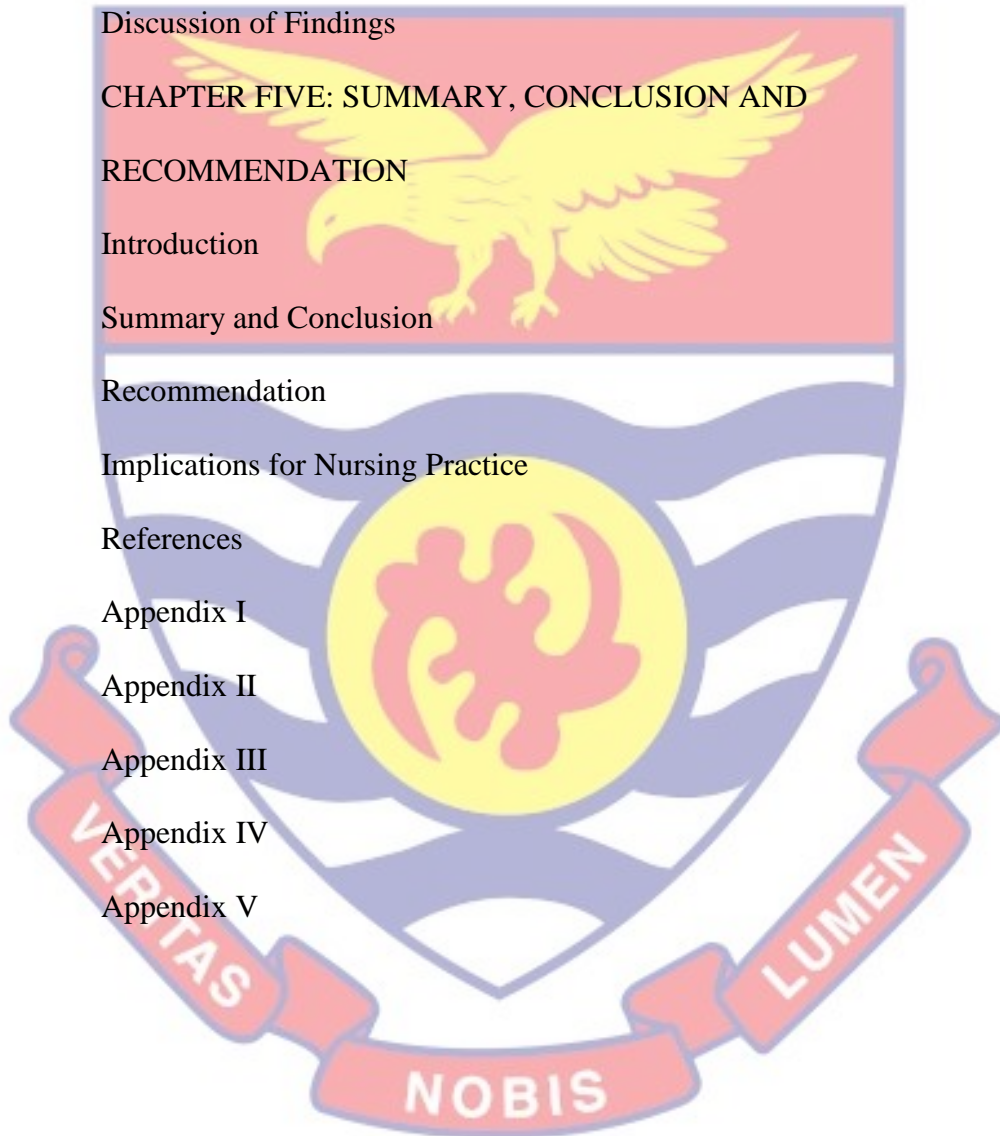 Discussion of Findings
CHAPTER FIVE: SUMMARY, CONCLUSION AND
RECOMMENDATION
Introduction
Summary and Conclusion
Recommendation
Implications for Nursing Practice
References
Appendix I
Appendix II
Appendix III
Appendix IV
Appendix V
VERITAS
NOBIS
LUMEN